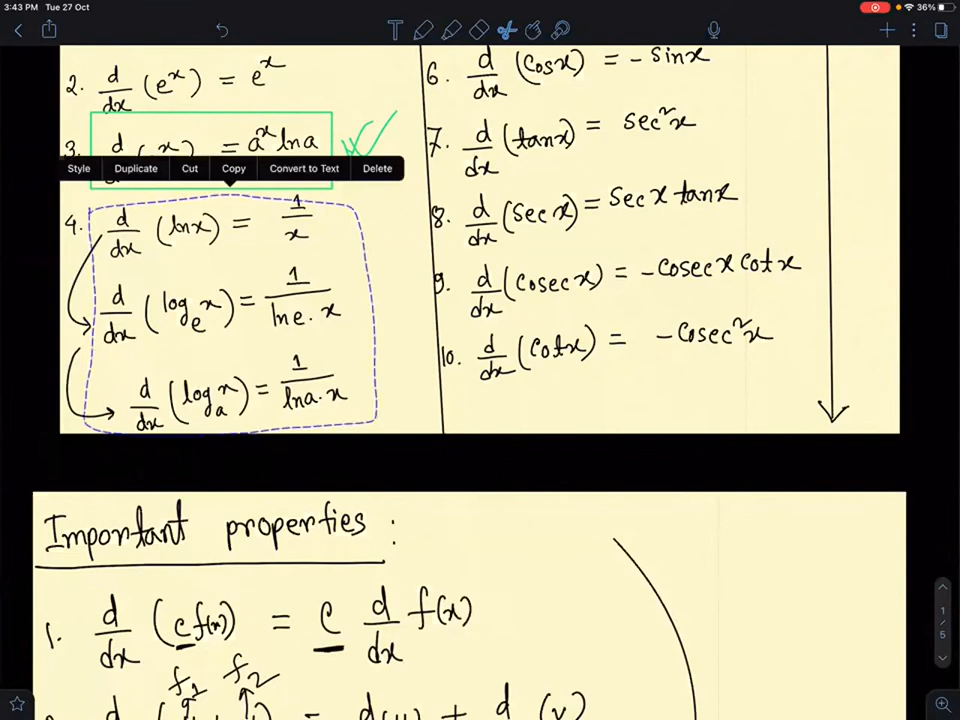 3:43 PM Tue 27 Oct
36%
2. d/dx (e^x) = e^x
3. = a^x ln a
Style Duplicate Cut Copy Convert to Text Delete
4. d/dx (ln x) = 1/x
d/dx (log_e x) = 1/(ln e · x)
d/dx (log_a x) = 1/(ln a · x)
6. d/dx (cos x) = - sin x
7. d/dx (tan x) = sec²x
8. d/dx (sec x) = sec x tan x
9. d/dx (cosec x) = - cosec x cot x
10. d/dx (cot x) = - cosec²x
Important properties :
1. d/dx (c f(x)) = c d/dx f(x)
1
/
5